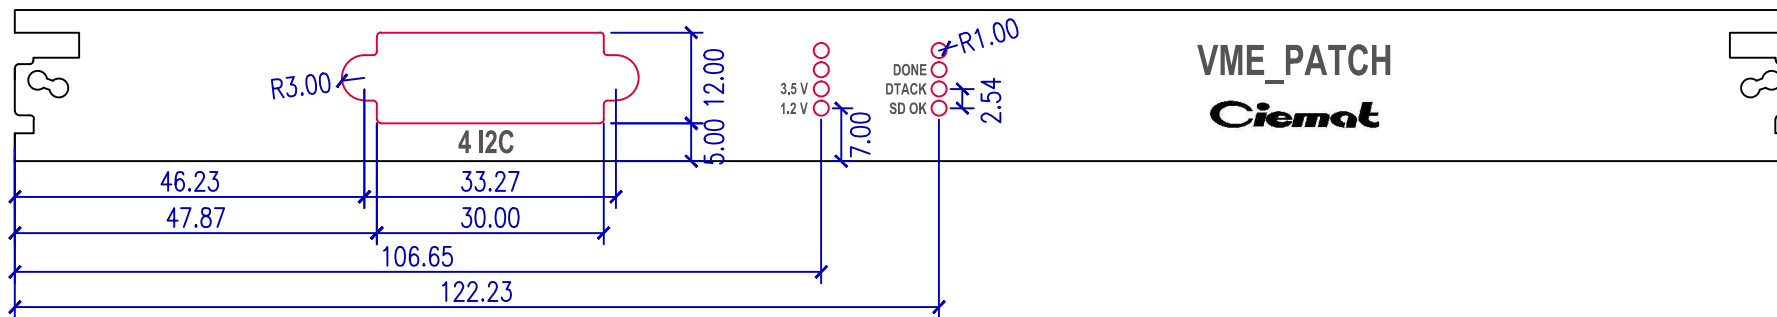 R3.00
12.00
5.00
4 I2C
3.5 V
1.2 V
7.00
R1.00
DONE
DTACK
SD OK
2.54
VME_PATCH
Ciemat
46.23
33.27
47.87
30.00
106.65
122.23